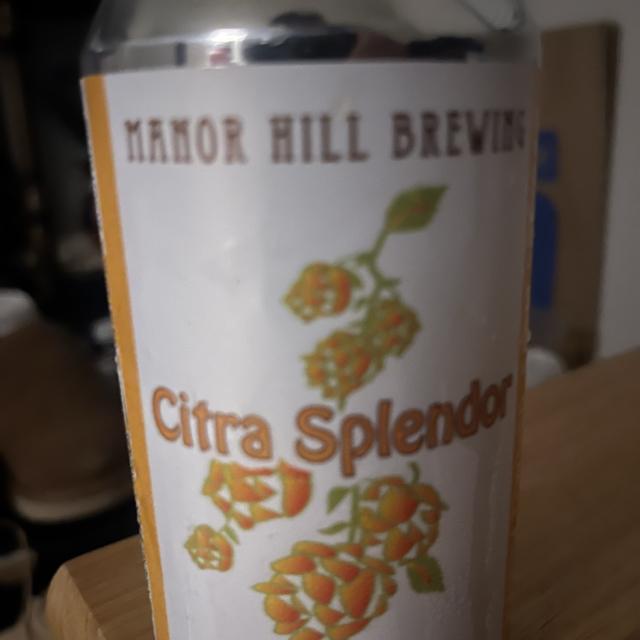 MANOR HILL BREWING
Citra Splendor